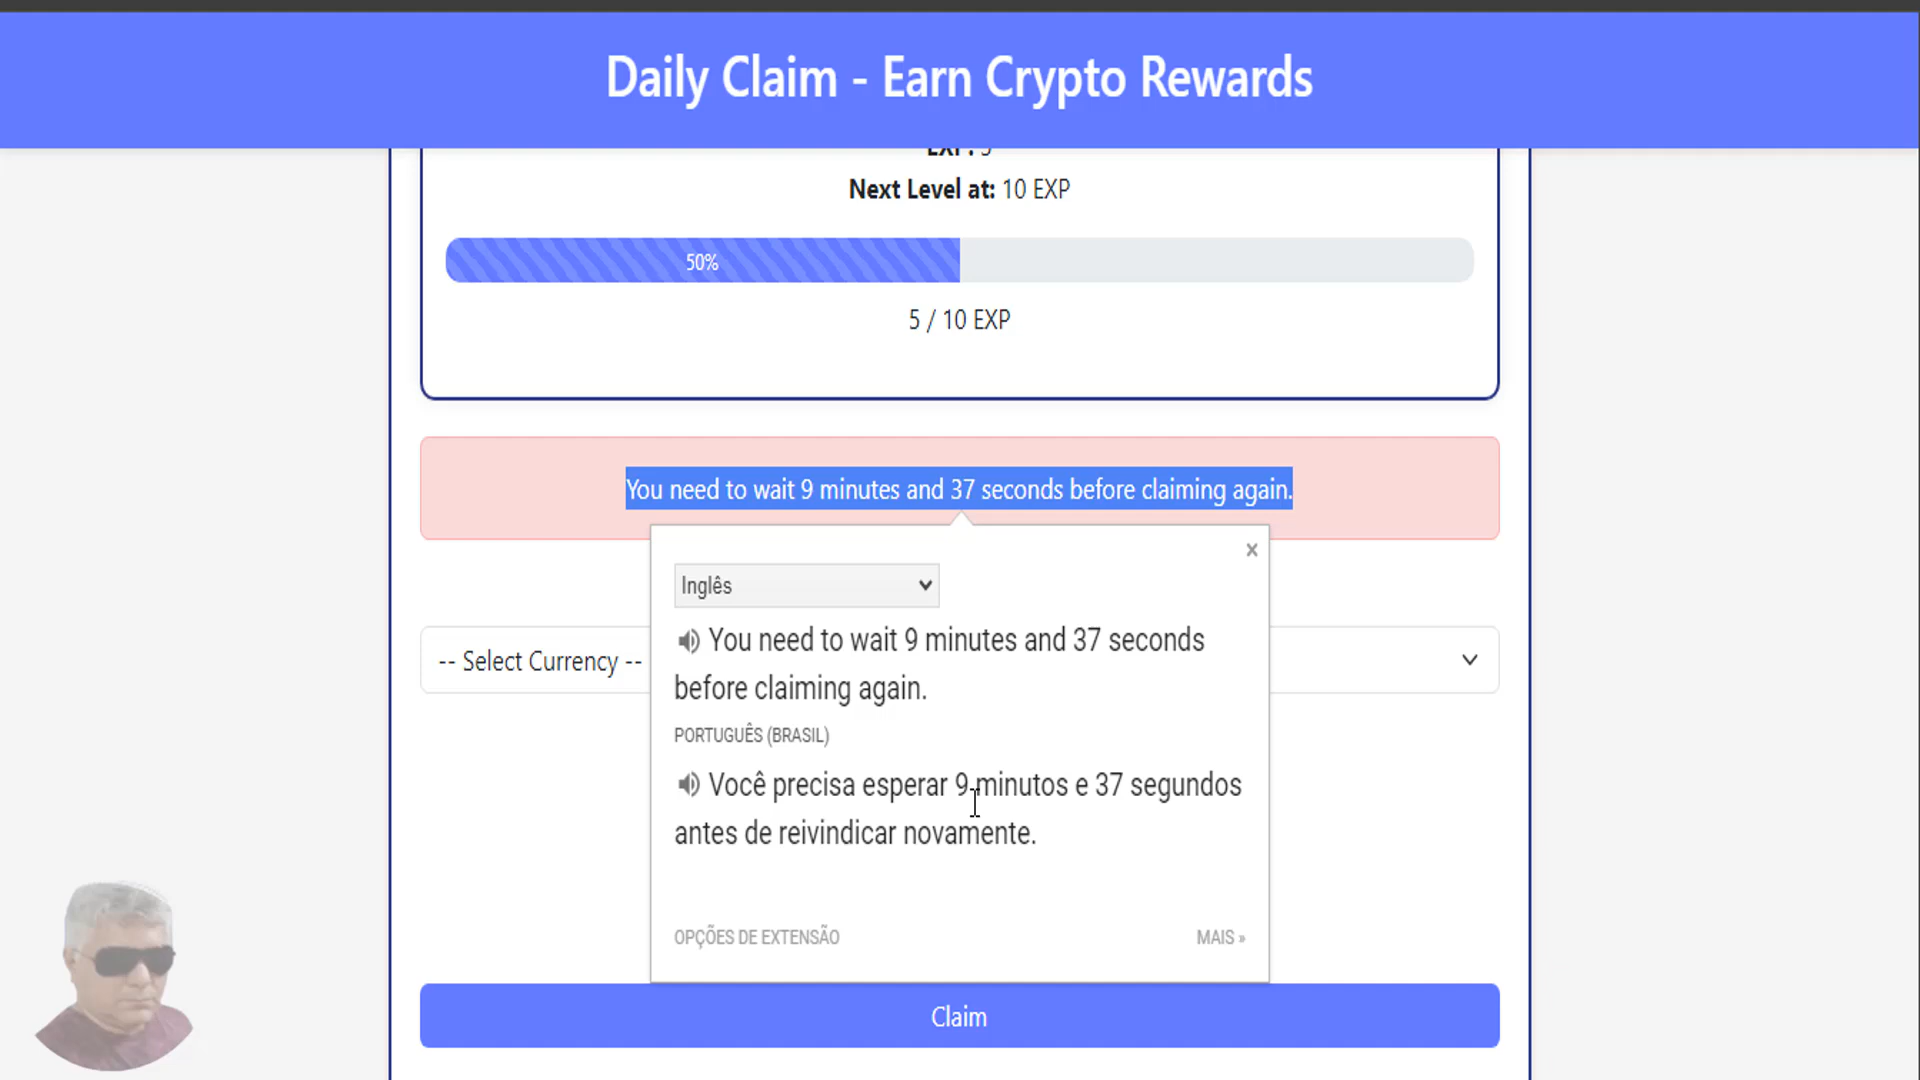 Daily Claim - Earn Crypto Rewards
EXP: 5
Next Level at: 10 EXP
50%
5 / 10 EXP
You need to wait 9 minutes and 37 seconds before claiming again.
×
Inglês
You need to wait 9 minutes and 37 seconds
before claiming again.
-- Select Currency --
PORTUGUÊS (BRASIL)
Você precisa esperar 9 minutos e 37 segundos
antes de reivindicar novamente.
OPÇÕES DE EXTENSÃO
MAIS »
Claim